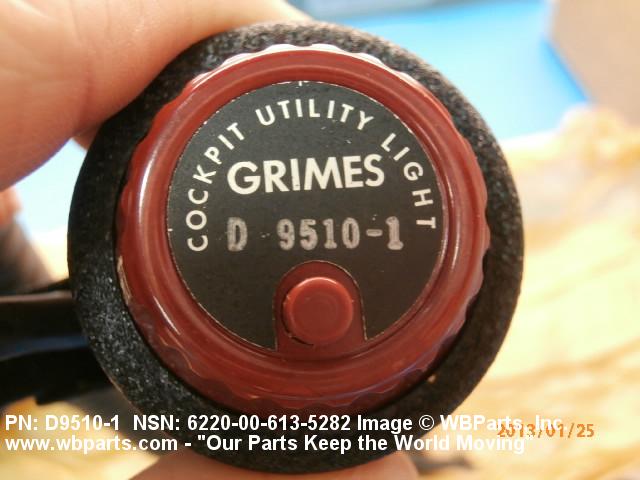 COCKPIT UTILITY LIGHT
GRIMES
D 9510-1
PN: D9510-1 NSN: 6220-00-613-5282 Image © WBParts, Inc
2013/01/25
www.wbparts.com - "Our Parts Keep the World Moving"